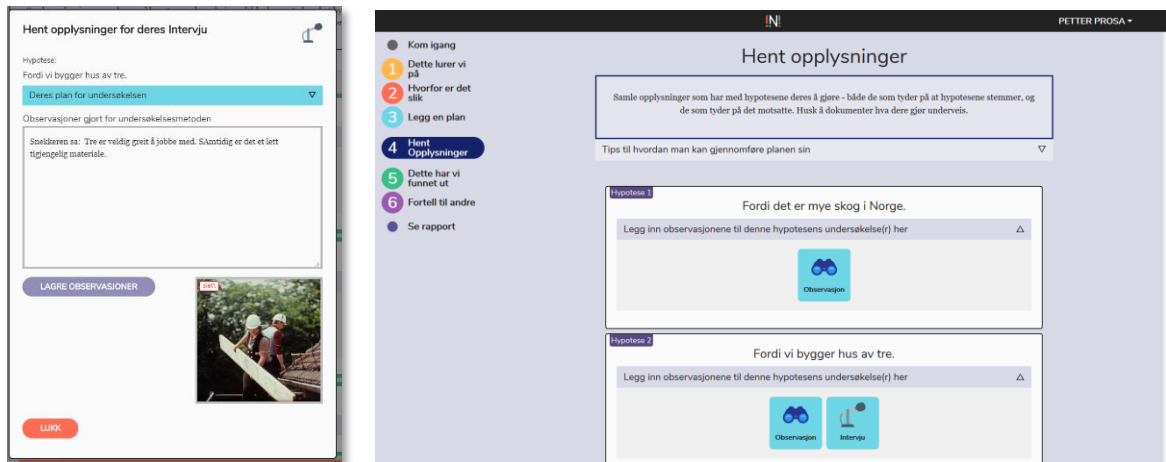 Hent opplysninger for deres Intervju
Hypotese:
Fordi vi bygger hus av tre.
Deres plan for undersøkelsen
Observasjoner gjort for undersøkelsesmetoden
Snekkeren sa: Tre er veldig greit å jobbe med. SAmtidig er det et lett
tigjengelig materiale.
LAGRE OBSERVASJONER
slett
LUKK
!N!
PETTER PROSA
Kom igang
1 Dette lurer vi
på
2 Hvorfor er det
slik
3 Legg en plan
4 Hent
Opplysninger
5 Dette har vi
funnet ut
6 Fortell til andre
Se rapport
Hent opplysninger
Samle opplysninger som har med hypotesene deres å gjøre - både de som tyder på at hypotesene stemmer, og
de som tyder på det motsatte. Husk å dokumenter hva dere gjør underveis.
Tips til hvordan man kan gjennomføre planen sin
Hypotese 1
Fordi det er mye skog i Norge.
Legg inn observasjonene til denne hypotesens undersøkelse(r) her
Observasjon
Hypotese 2
Fordi vi bygger hus av tre.
Legg inn observasjonene til denne hypotesens undersøkelse(r) her
Observasjon
Intervju